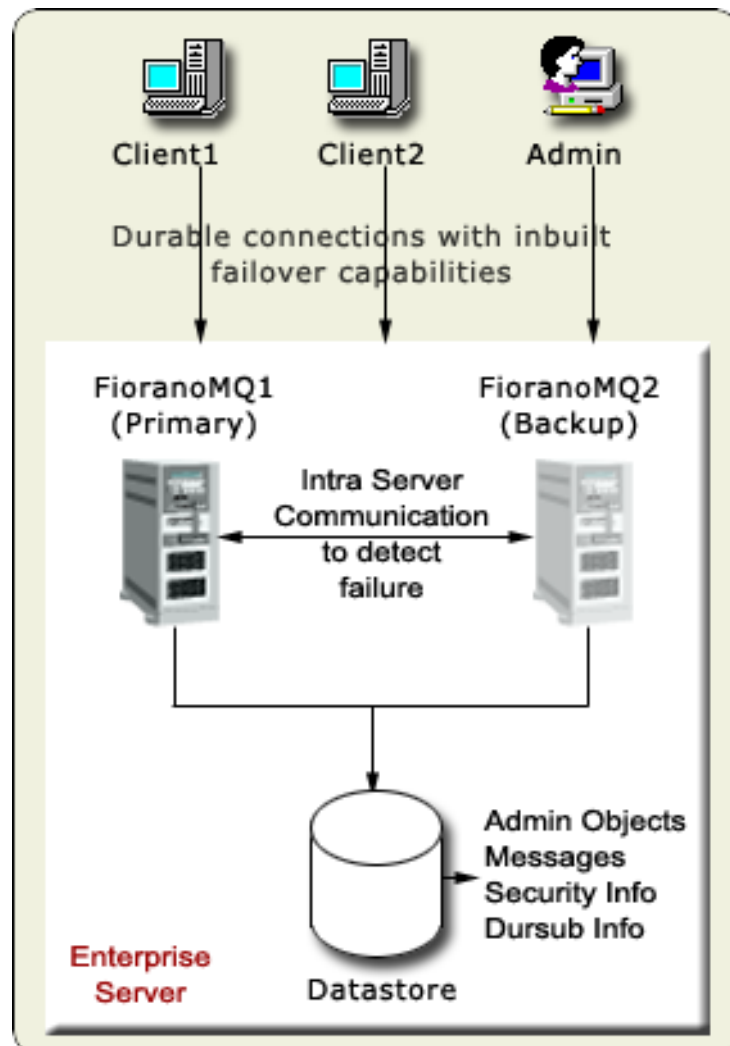 Client1
Client2
Admin
Durable connections with inbuilt
failover capabilities
FioranoMQ1
(Primary)
FioranoMQ2
(Backup)
Intra Server
Communication
to detect
failure
Admin Objects
Messages
Security Info
Dursub Info
Enterprise
Server
Datastore